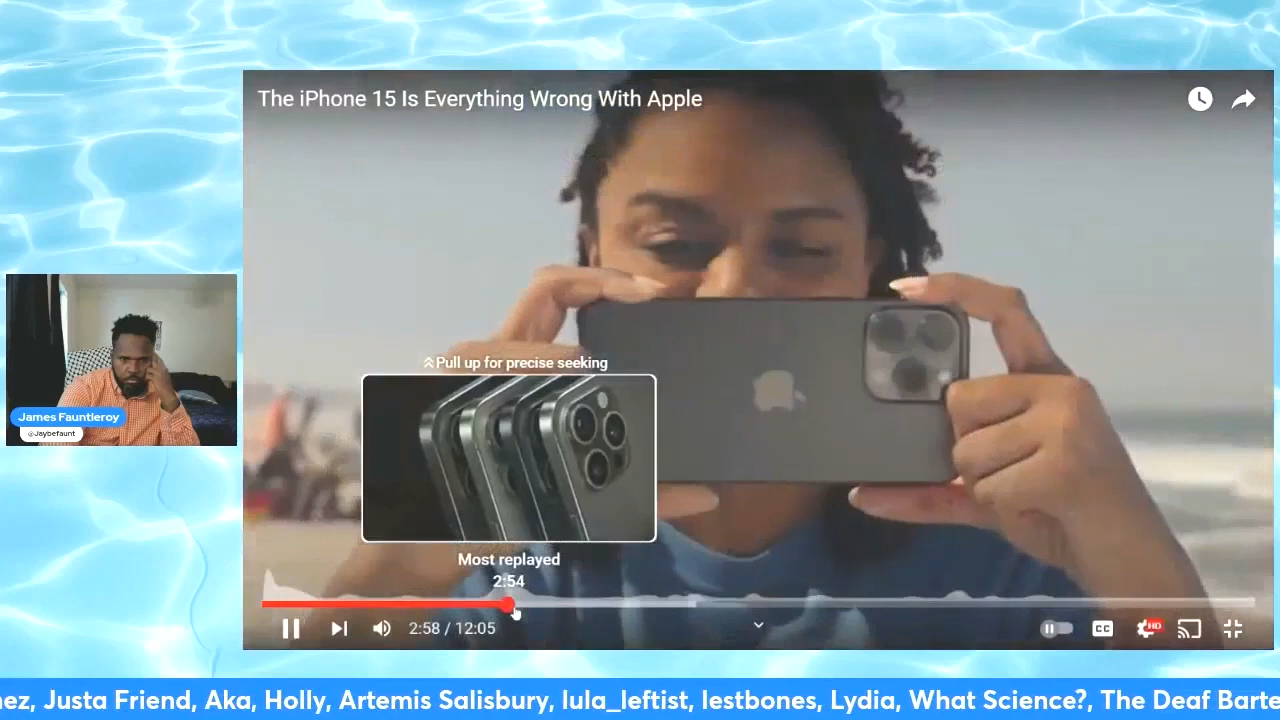 The iPhone 15 Is Everything Wrong With Apple
Pull up for precise seeking
James Fauntleroy
@Jaybefaunt
Most replayed
2:54
2:58 / 12:05
CC
HD
nez, Justa Friend, Aka, Holly, Artemis Salisbury, lula_leftist, lestbones, Lydia, What Science?, The Deaf Barte